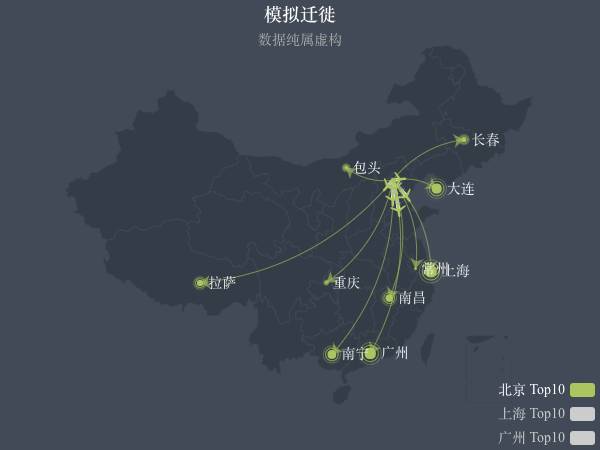 模拟迁徙
数据纯属虚构
长春
包头
大连
常州
上海
拉萨
重庆
南昌
南宁
广州
北京 Top10
上海 Top10
广州 Top10